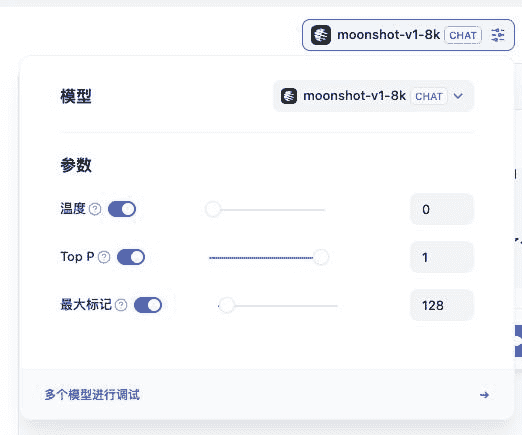 moonshot-v1-8k CHAT
模型
moonshot-v1-8k CHAT
参数
温度 ? 0
Top P ? 1
最大标记 ? 128
多个模型进行调试 →